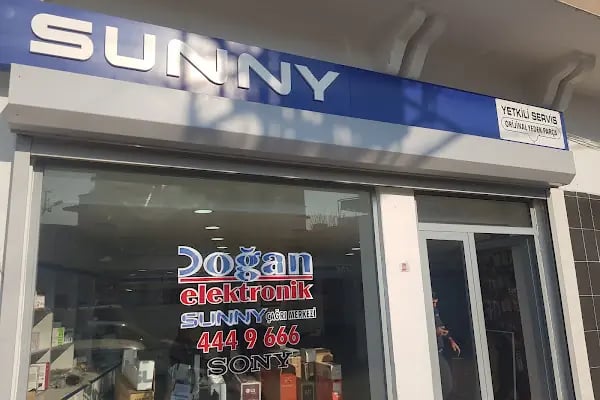 SUNNY
YETKİLİ SERVİS
ORİJİNAL YEDEK PARÇA
Doğan
elektronik
SUNNY ÇAĞRI MERKEZİ
444 9 666
SONY